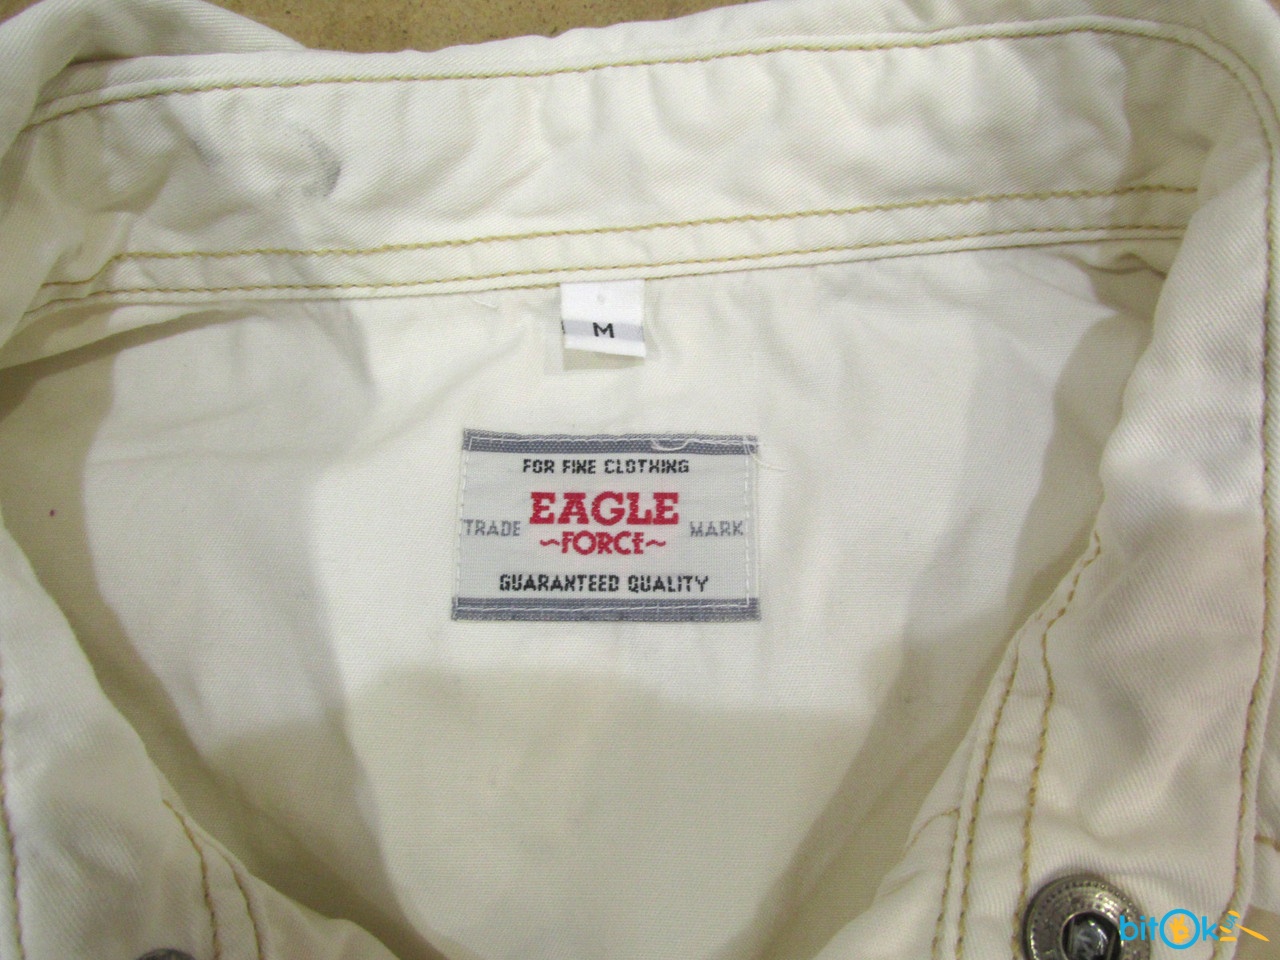 M
FOR FINE CLOTHING
EAGLE
TRADE MARK
~FORCE~
GUARANTEED QUALITY
bitOk